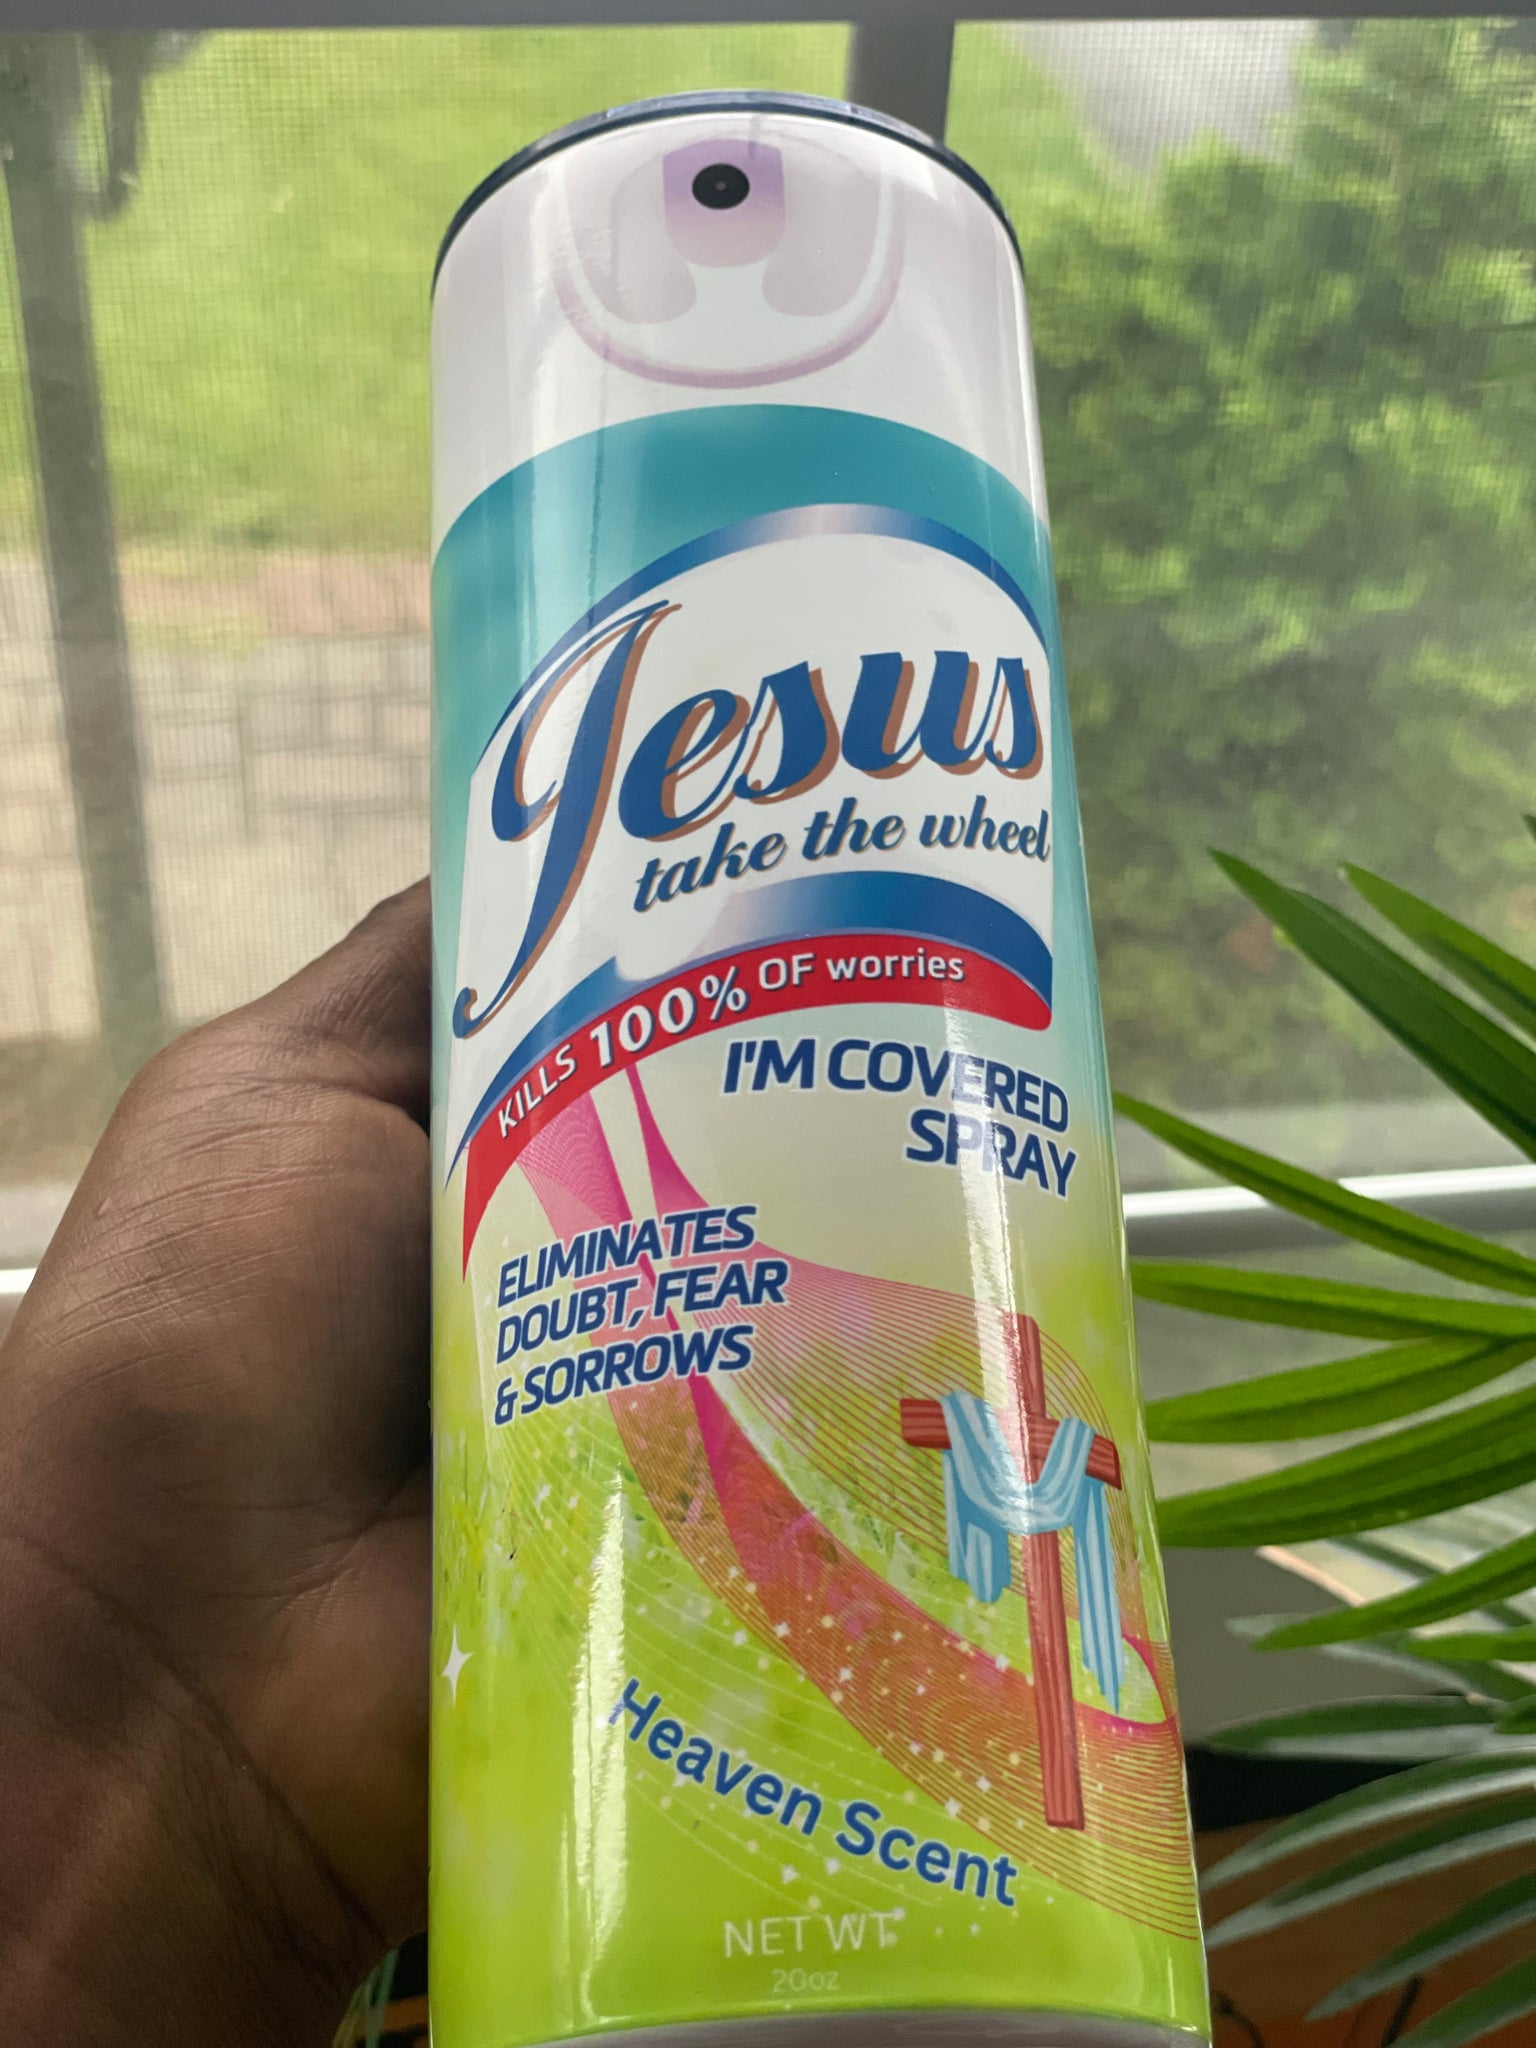 Jesus
take the wheel
KILLS 100% OF worries
I'M COVERED
SPRAY
ELIMINATES
DOUBT, FEAR
& SORROWS
Heaven Scent
NET WT.
20oz